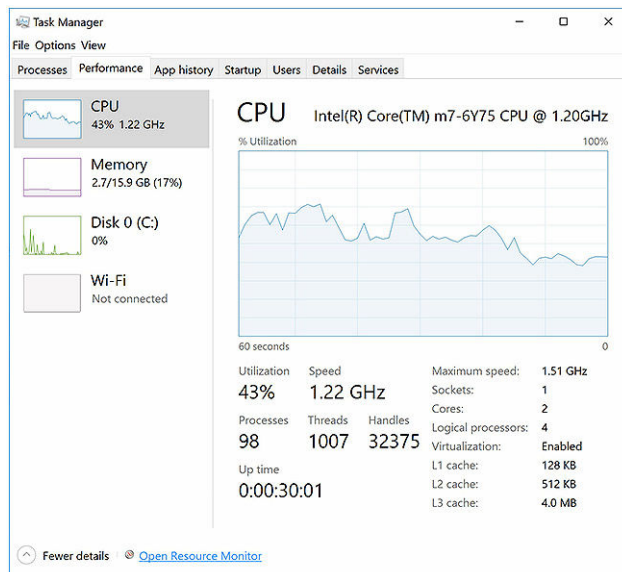 Task Manager
File Options View
Processes Performance App history Startup Users Details Services
CPU
43% 1.22 GHz
Memory
2.7/15.9 GB (17%)
Disk 0 (C:)
0%
Wi-Fi
Not connected
CPU Intel(R) Core(TM) m7-6Y75 CPU @ 1.20GHz
% Utilization 100%
60 seconds 0
Utilization Speed
43% 1.22 GHz
Processes Threads Handles
98 1007 32375
Up time
0:00:30:01
Maximum speed: 1.51 GHz
Sockets: 1
Cores: 2
Logical processors: 4
Virtualization: Enabled
L1 cache: 128 KB
L2 cache: 512 KB
L3 cache: 4.0 MB
Fewer details Open Resource Monitor